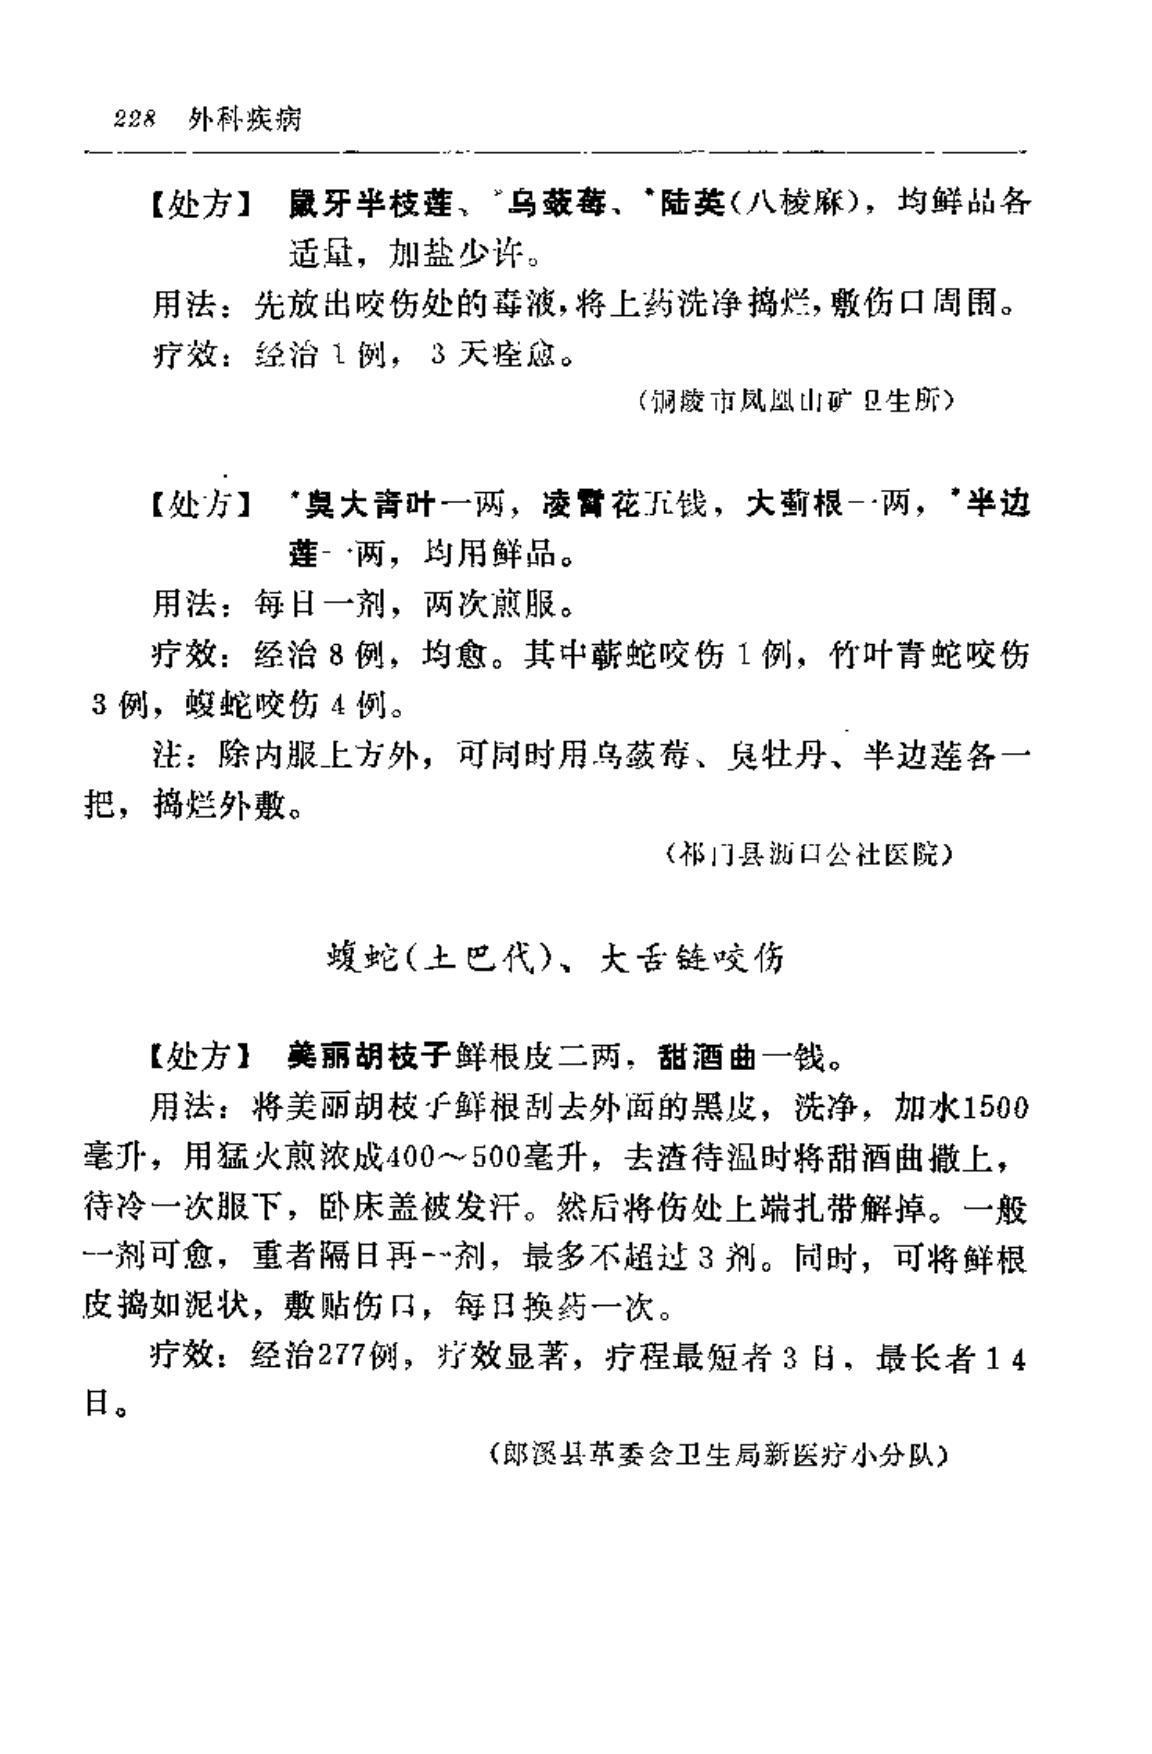 228 外科疾病
【处方】 鼠牙半枝莲、*乌蔹莓、*陆英(八棱麻)，均鲜品各
适量，加盐少许。
用法：先放出咬伤处的毒液，将上药洗净捣烂，敷伤口周围。
疗效：经治1例，3天痊愈。
(铜陵市凤凰山矿卫生所)
【处方】 *臭大青叶一两，凌霄花五钱，大蓟根一两，*半边
莲一两，均用鲜品。
用法：每日一剂，两次煎服。
疗效：经治8例，均愈。其中蕲蛇咬伤1例，竹叶青蛇咬伤
3例，蝮蛇咬伤4例。
注：除内服上方外，可同时用乌蔹莓、臭牡丹、半边莲各一
把，捣烂外敷。
(祁门县沥口公社医院)
蝮蛇(土巴代)、大舌链咬伤
【处方】 美丽胡枝子鲜根皮二两，甜酒曲一钱。
用法：将美丽胡枝子鲜根刮去外面的黑皮，洗净，加水1500
毫升，用猛火煎浓成400～500毫升，去渣待温时将甜酒曲撒上，
待冷一次服下，卧床盖被发汗。然后将伤处上端扎带解掉。一般
一剂可愈，重者隔日再一剂，最多不超过3剂。同时，可将鲜根
皮捣如泥状，敷贴伤口，每日换药一次。
疗效：经治277例，疗效显著，疗程最短者3日，最长者14
日。
(郎溪县革委会卫生局新医疗小分队)